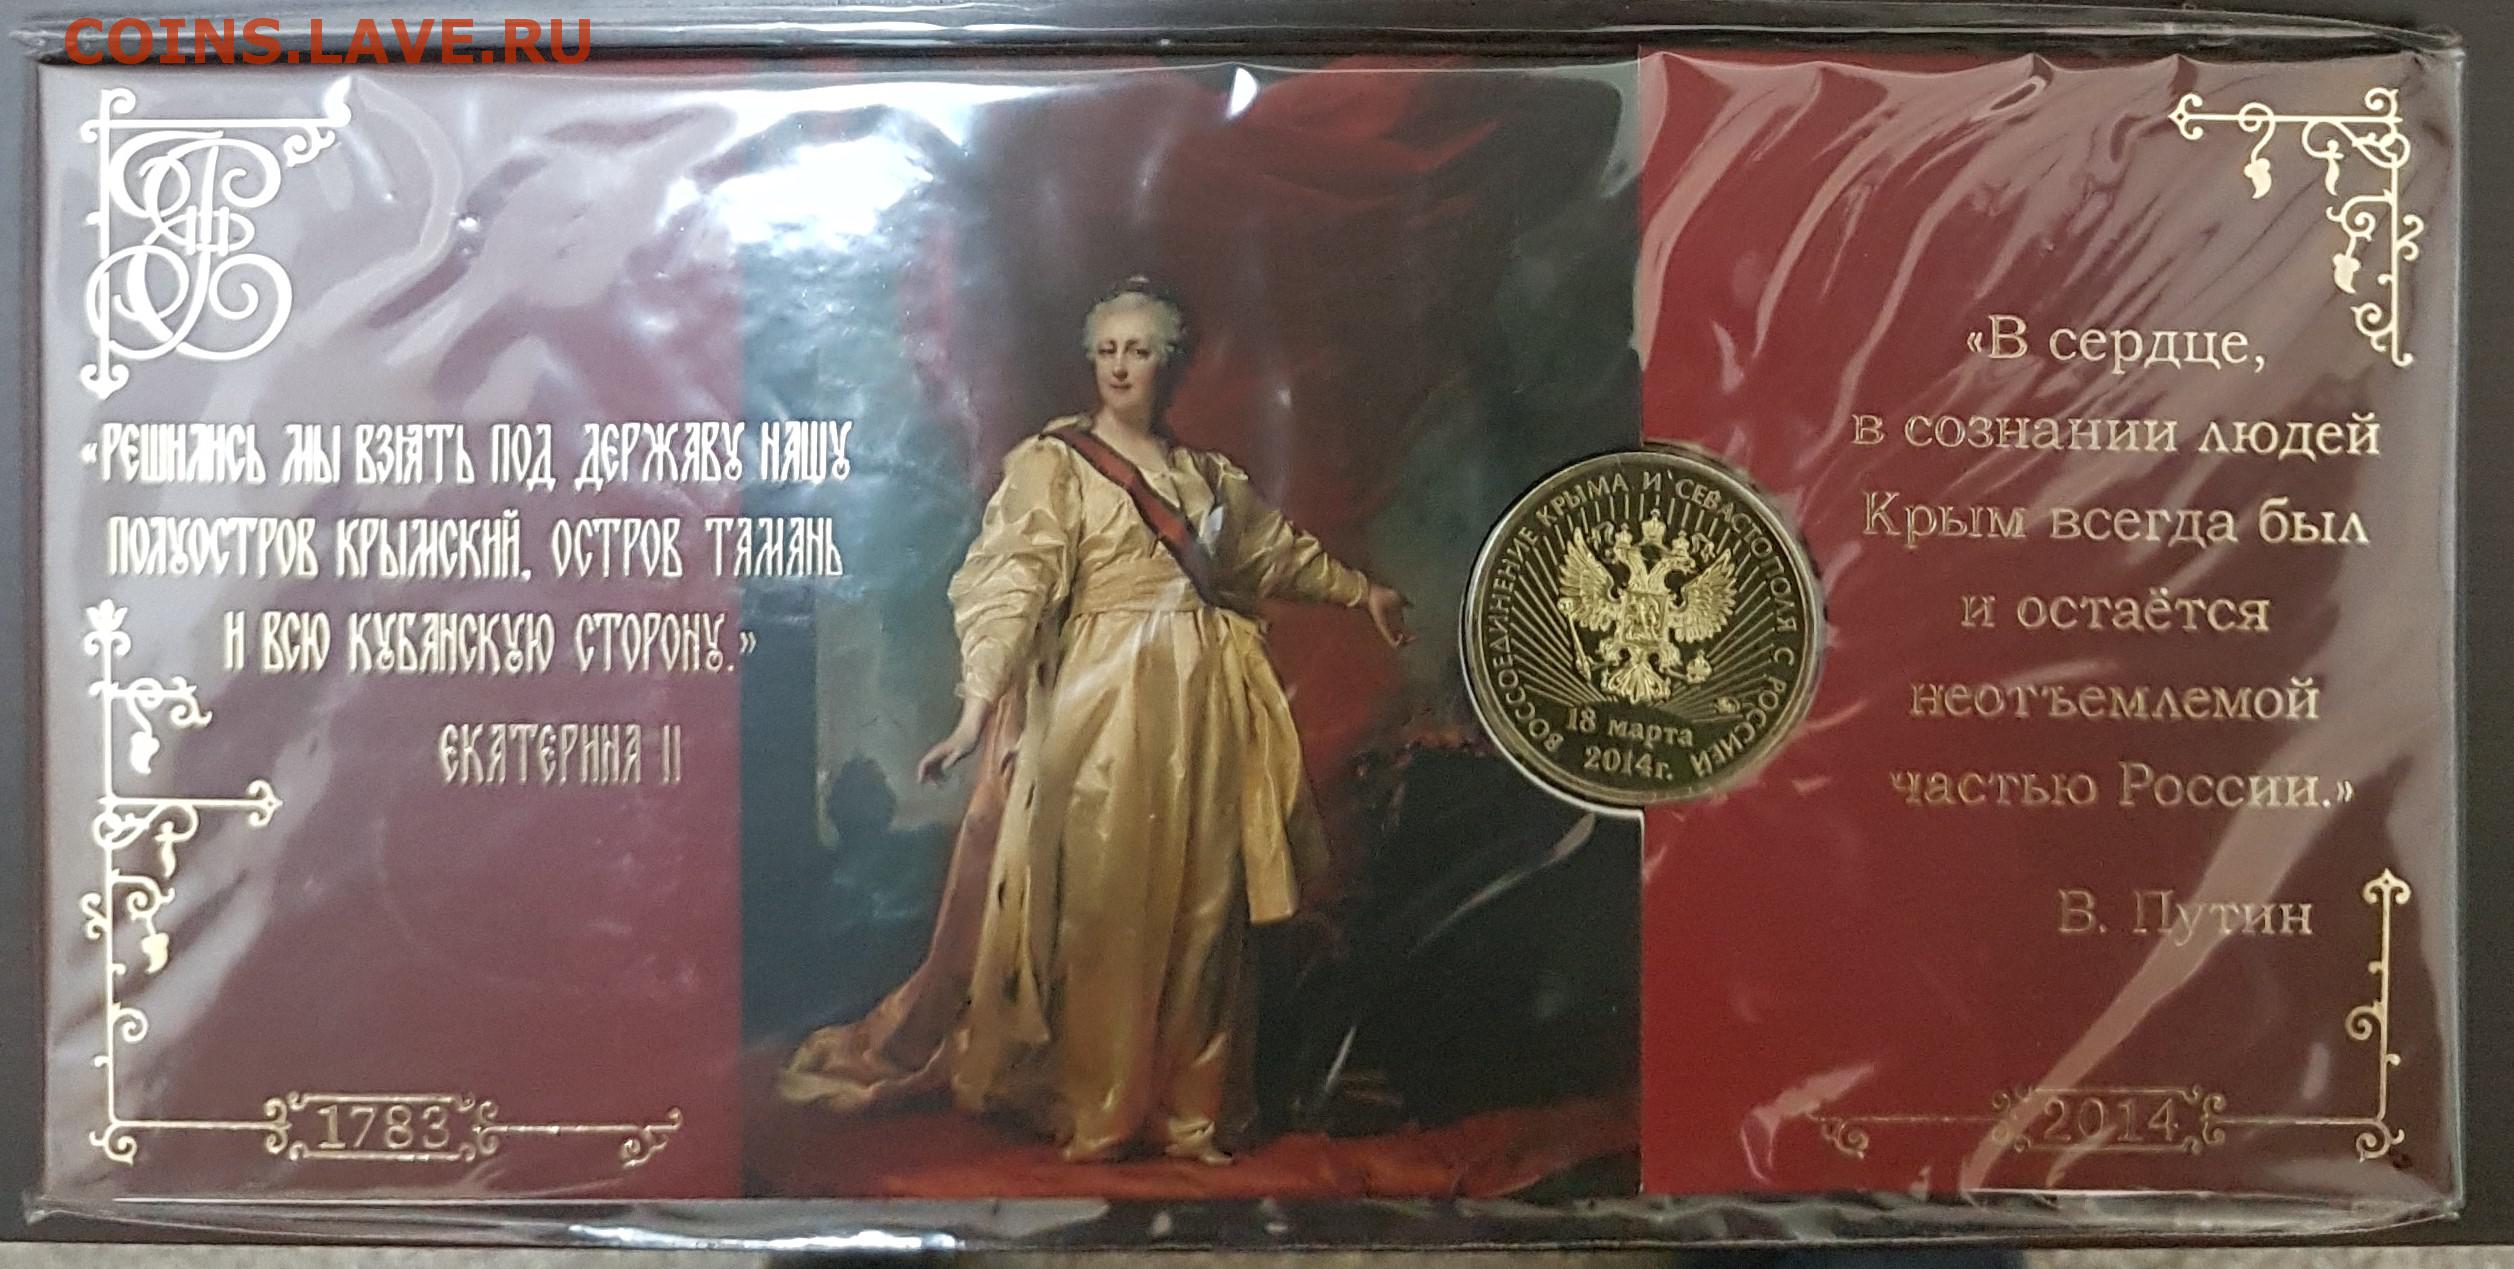 COINS.LAVE.RU
«РЕШИЛИСЬ МЫ ВЗЯТЬ ПОД ДЕРЖАВУ НАШУ
ПОЛУОСТРОВ КРЫМСКИЙ, ОСТРОВ ТАМАНЬ
И ВСЮ КУБАНСКУЮ СТОРОНУ.»
ЕКАТЕРИНА II
1783
ВОССОЕДИНЕНИЕ КРЫМА И СЕВАСТОПОЛЯ С РОССИЕЙ
18 марта
2014г.
«В сердце,
в сознании людей
Крым всегда был
и остаётся
неотъемлемой
частью России.»
В. Путин
2014